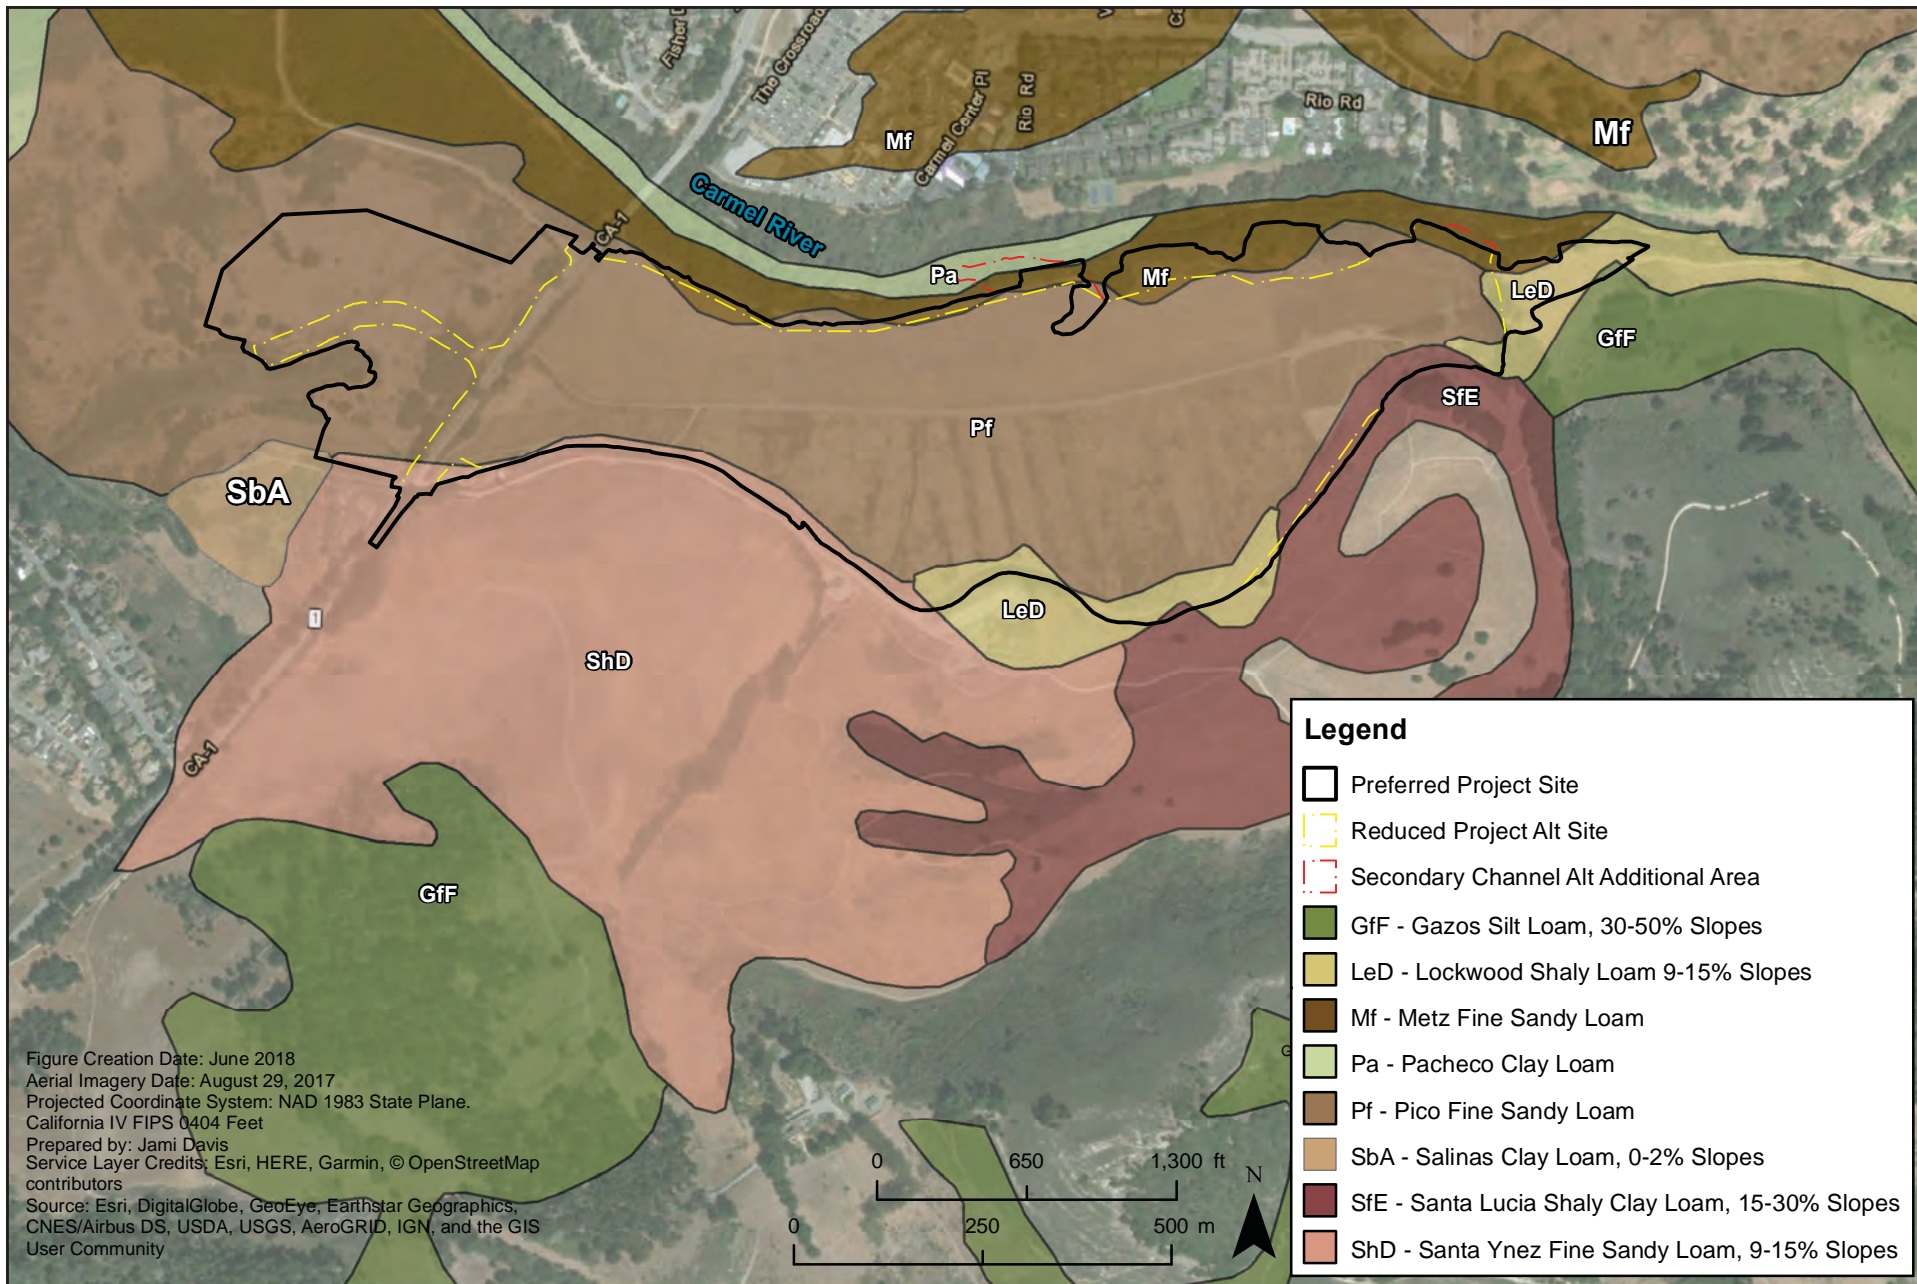 Fisher
The Crossroad
Carmel Center Pl
Rio Rd
Rio Rd
Mf
Mf
Carmel River
CA-1
Pa
Mf
LeD
GfF
SfE
Pf
SbA
LeD
1
ShD
CA-1
GfF
G
Legend
Preferred Project Site
Reduced Project Alt Site
Secondary Channel Alt Additional Area
GfF - Gazos Silt Loam, 30-50% Slopes
LeD - Lockwood Shaly Loam 9-15% Slopes
Mf - Metz Fine Sandy Loam
Pa - Pacheco Clay Loam
Pf - Pico Fine Sandy Loam
SbA - Salinas Clay Loam, 0-2% Slopes
SfE - Santa Lucia Shaly Clay Loam, 15-30% Slopes
ShD - Santa Ynez Fine Sandy Loam, 9-15% Slopes
Figure Creation Date: June 2018
Aerial Imagery Date: August 29, 2017
Projected Coordinate System: NAD 1983 State Plane.
California IV FIPS 0404 Feet
Prepared by: Jami Davis
Service Layer Credits: Esri, HERE, Garmin, © OpenStreetMap
contributors
Source: Esri, DigitalGlobe, GeoEye, Earthstar Geographics,
CNES/Airbus DS, USDA, USGS, AeroGRID, IGN, and the GIS
User Community
0 650 1,300 ft
0 250 500 m
N